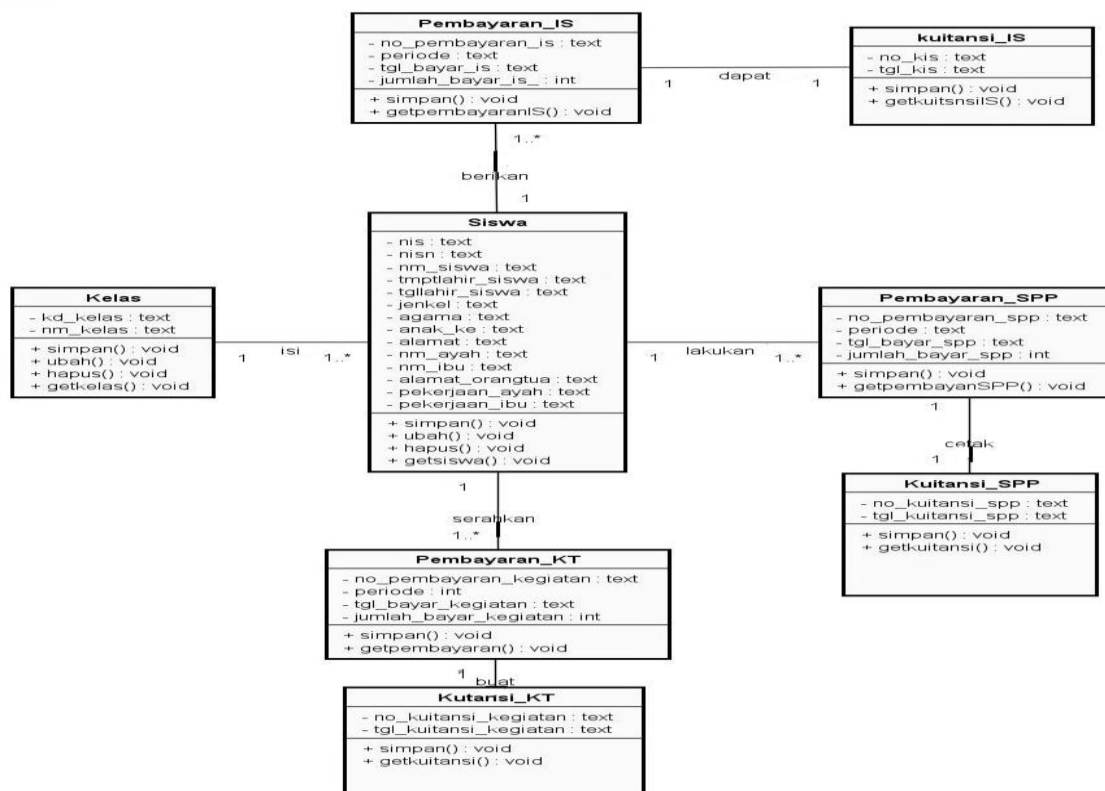 Pembayaran_IS
- no_pembayaran_is : text
- periode : text
- tgl_bayar_is : text
- jumlah_bayar_is_ : int
+ simpan() : void
+ getpembayaranIS() : void
1
dapat
1
kuitansi_IS
- no_kis : text
- tgl_kis : text
+ simpan() : void
+ getkuitsnsiIS() : void
1..*
berikan
1
Siswa
- nis : text
- nisn : text
- nm_siswa : text
- tmptlahir_siswa : text
- tgllahir_siswa : text
- jenkel : text
- agama : text
- anak_ke : text
- alamat : text
- nm_ayah : text
- nm_ibu : text
- alamat_orangtua : text
- pekerjaan_ayah : text
- pekerjaan_ibu : text
+ simpan() : void
+ ubah() : void
+ hapus() : void
+ getsiswa() : void
Kelas
- kd_kelas : text
- nm_kelas : text
+ simpan() : void
+ ubah() : void
+ hapus() : void
+ getkelas() : void
1
isi
1..*
1
lakukan
1..*
Pembayaran_SPP
- no_pembayaran_spp : text
- periode : text
- tgl_bayar_spp : text
- jumlah_bayar_spp : int
+ simpan() : void
+ getpembayanSPP() : void
1
cetak
1
Kuitansi_SPP
- no_kuitansi_spp : text
- tgl_kuitansi_spp : text
+ simpan() : void
+ getkuitansi() : void
1
serahkan
1..*
Pembayaran_KT
- no_pembayaran_kegiatan : text
- periode : int
- tgl_bayar_kegiatan : text
- jumlah_bayar_kegiatan : int
+ simpan() : void
+ getpembayaran() : void
1
buat
Kutansi_KT
- no_kuitansi_kegiatan : text
- tgl_kuitansi_kegiatan : text
+ simpan() : void
+ getkuitansi() : void